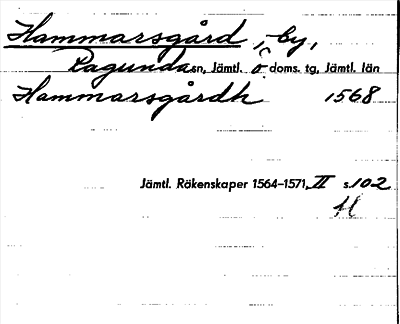 Hammarsgård, by,
Ragunda sn, Jämtl. ö. doms. tg, Jämtl. län
Hammarsgårdh 1568
Jämtl. Räkenskaper 1564–1571, II s. 102